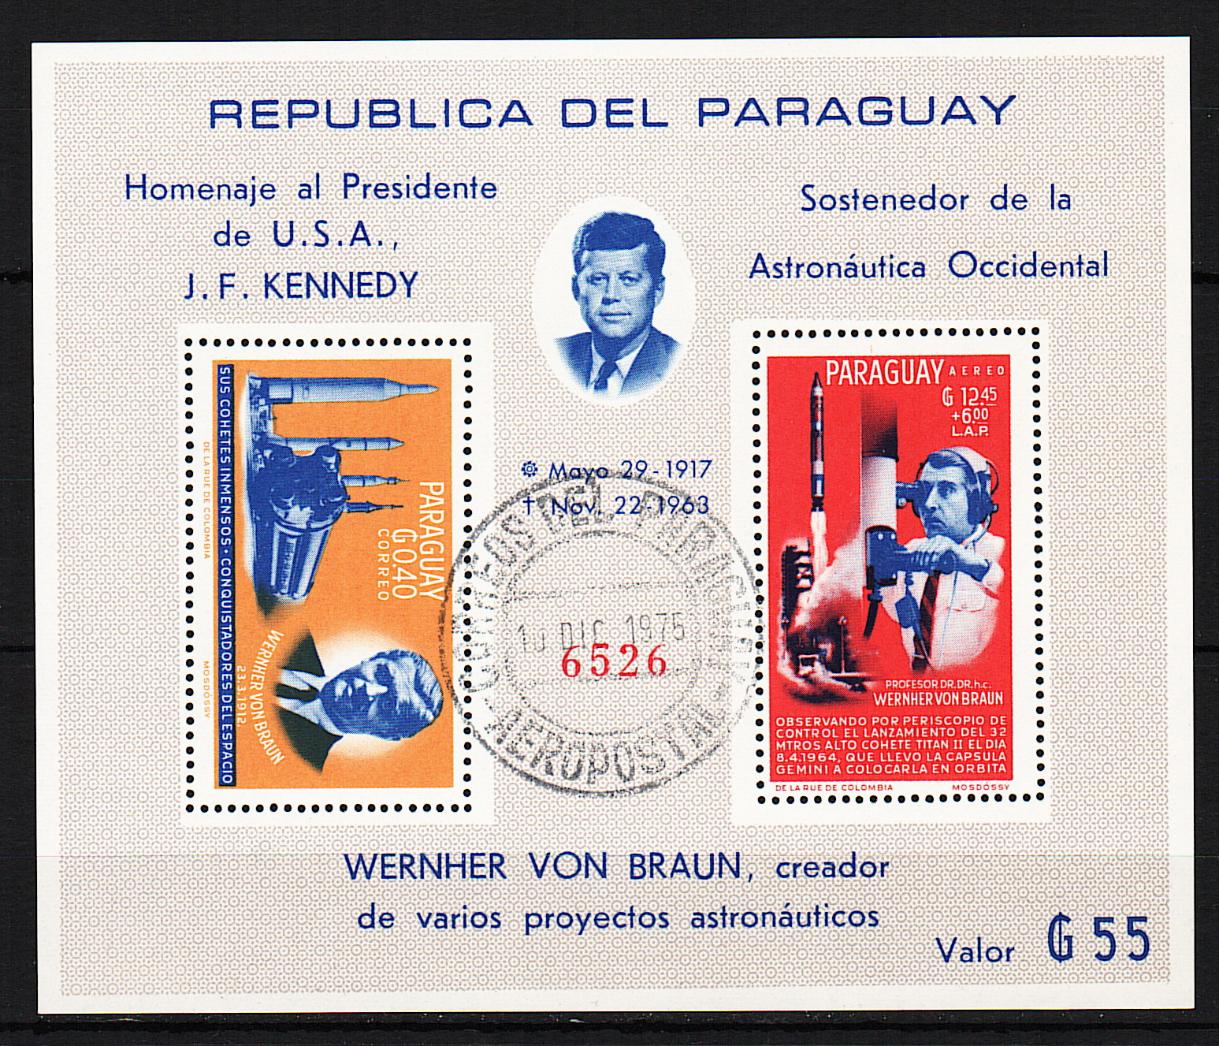 REPUBLICA DEL PARAGUAY
Homenaje al Presidente
de U.S.A.,
J. F. KENNEDY
Sostenedor de la
Astronáutica Occidental
Mayo 29-1917
† Nov. 22-1963
SUS COHETES INMENSOS · CONQUISTADORES DEL ESPACIO
DE LA RUE DE COLOMBIA
MOSDÓSSY
PARAGUAY
₲ 0.40
CORREO
WERNHER VON BRAUN
23.3.1912.
CORREOS DEL PARAGUAY
DIC 1975
6526
AEROPOSTAL
PARAGUAY AEREO
₲ 12.45
+6.00
L.A.P.
PROFESOR.DR.DR.h.c.
WERNHER VON BRAUN
OBSERVANDO POR PERISCOPIO DE
CONTROL EL LANZAMIENTO DEL 32
MTROS ALTO COHETE TITAN II EL DIA
8.4.1964, QUE LLEVO LA CAPSULA
GEMINI A COLOCARLA EN ORBITA
DE LA RUE DE COLOMBIA MOSDÓSSY
WERNHER VON BRAUN, creador
de varios proyectos astronáuticos
Valor ₲ 55